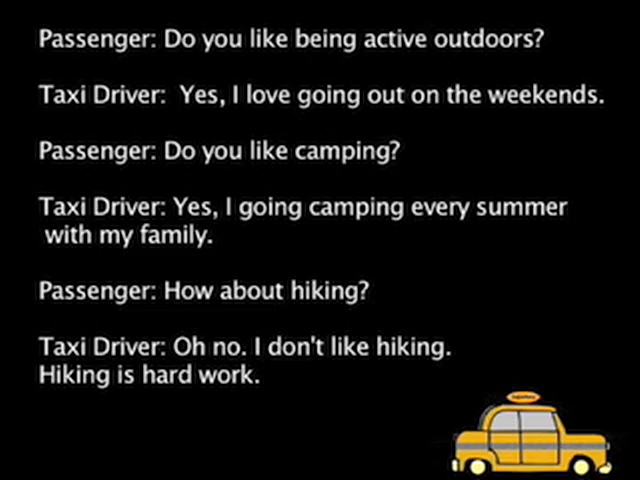 Passenger: Do you like being active outdoors?
Taxi Driver:  Yes, I love going out on the weekends.
Passenger: Do you like camping?
Taxi Driver: Yes, I going camping every summer
with my family.
Passenger: How about hiking?
Taxi Driver: Oh no. I don't like hiking.
Hiking is hard work.